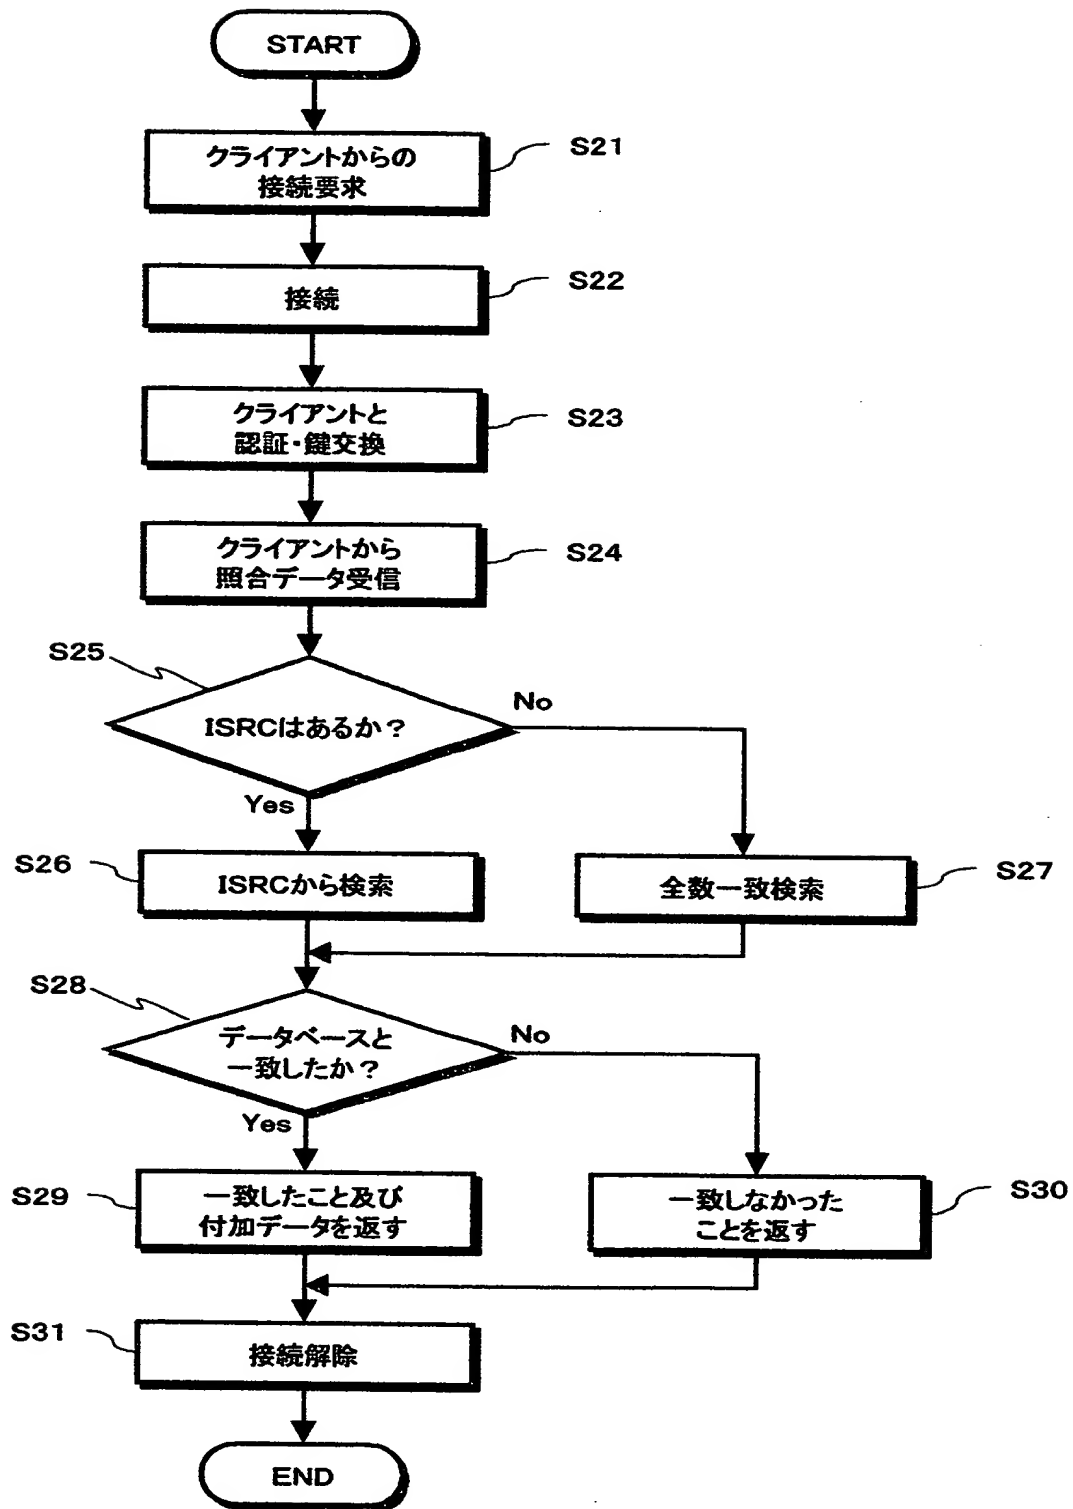 START
クライアントからの
接続要求
S21
接続
S22
クライアントと
認証・鍵交換
S23
クライアントから
照合データ受信
S24
S25
ISRCはあるか？
No
Yes
S26
ISRCから検索
全数一致検索
S27
S28
データベースと
一致したか？
No
Yes
S29
一致したこと及び
付加データを返す
一致しなかった
ことを返す
S30
S31
接続解除
END